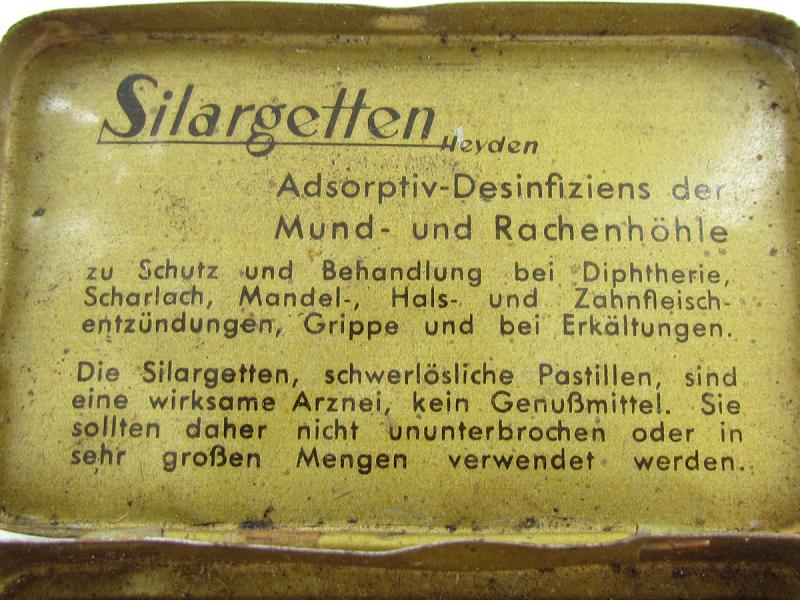 Silargetten
Heyden
Adsorptiv-Desinfiziens der
Mund- und Rachenhöhle
zu Schutz und Behandlung bei Diphtherie,
Scharlach, Mandel-, Hals- und Zahnfleisch-
entzündungen, Grippe und bei Erkältungen.
Die Silargetten, schwerlösliche Pastillen, sind
eine wirksame Arznei, kein Genußmittel. Sie
sollten daher nicht ununterbrochen oder in
sehr großen Mengen verwendet werden.